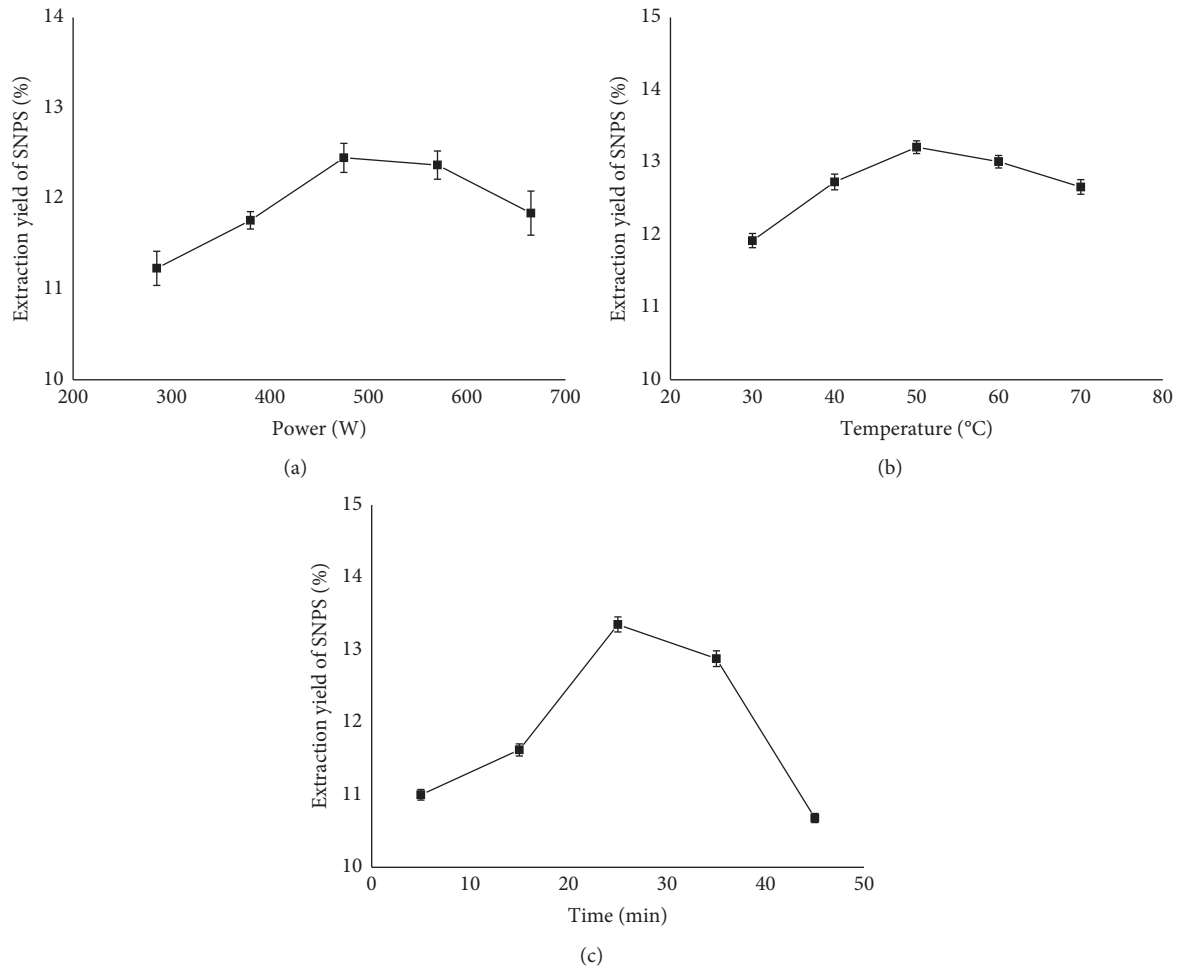 14
13
12
11
10
Extraction yield of SNPS (%)
200 300 400 500 600 700
Power (W)
(a)
15
14
13
12
11
10
Extraction yield of SNPS (%)
20 30 40 50 60 70 80
Temperature (°C)
(b)
15
14
13
12
11
10
Extraction yield of SNPS (%)
0 10 20 30 40 50
Time (min)
(c)